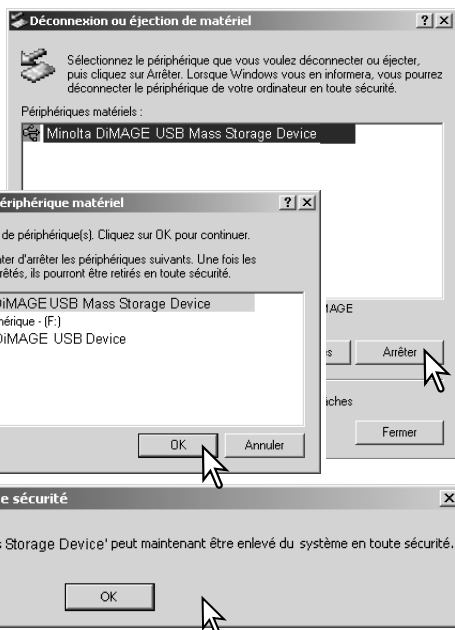 Déconnexion ou éjection de matériel
Sélectionnez le périphérique que vous voulez déconnecter ou éjecter,
puis cliquez sur Arrêter. Lorsque Windows vous en informera, vous pourrez
déconnecter le périphérique de votre ordinateur en toute sécurité.
Périphériques matériels :
Minolta DiMAGE USB Mass Storage Device
ériphérique matériel
de périphérique(s). Cliquez sur OK pour continuer.
nter d'arrêter les périphériques suivants. Une fois les
rrêtés, ils pourront être retirés en toute sécurité.
DiMAGE USB Mass Storage Device
hérique - (F:)
DiMAGE USB Device
IAGE
s
Arrêter
âches
OK
Annuler
Fermer
e sécurité
s Storage Device' peut maintenant être enlevé du système en toute sécurité.
OK